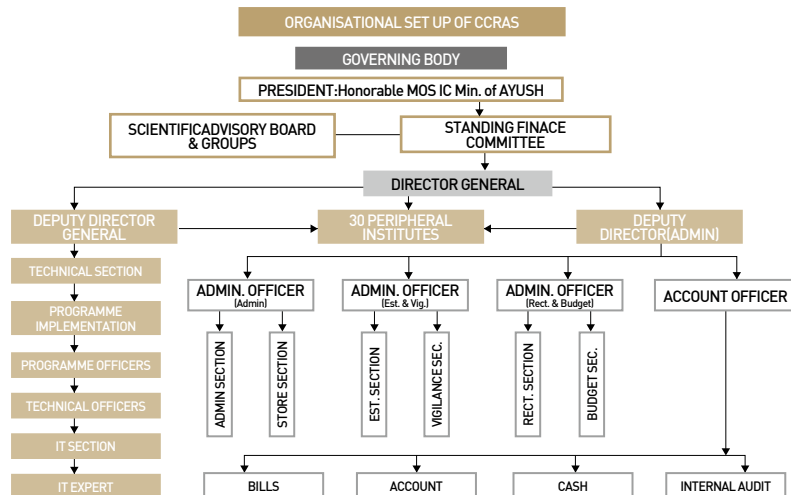 ORGANISATIONAL SET UP OF CCRAS
GOVERNING BODY
PRESIDENT:Honorable MOS IC Min. of AYUSH
SCIENTIFICADVISORY BOARD
& GROUPS
STANDING FINACE
COMMITTEE
DIRECTOR GENERAL
DEPUTY DIRECTOR
GENERAL
30 PERIPHERAL
INSTITUTES
DEPUTY
DIRECTOR(ADMIN)
TECHNICAL SECTION
PROGRAMME
IMPLEMENTATION
PROGRAMME OFFICERS
TECHNICAL OFFICERS
IT SECTION
IT EXPERT
ADMIN. OFFICER
(Admin)
ADMIN. OFFICER
(Est. & Vig.)
ADMIN. OFFICER
(Rect. & Budget)
ACCOUNT OFFICER
ADMIN SECTION
STORE SECTION
EST. SECTION
VIGILANCE SEC.
RECT. SECTION
BUDGET SEC.
BILLS
ACCOUNT
CASH
INTERNAL AUDIT